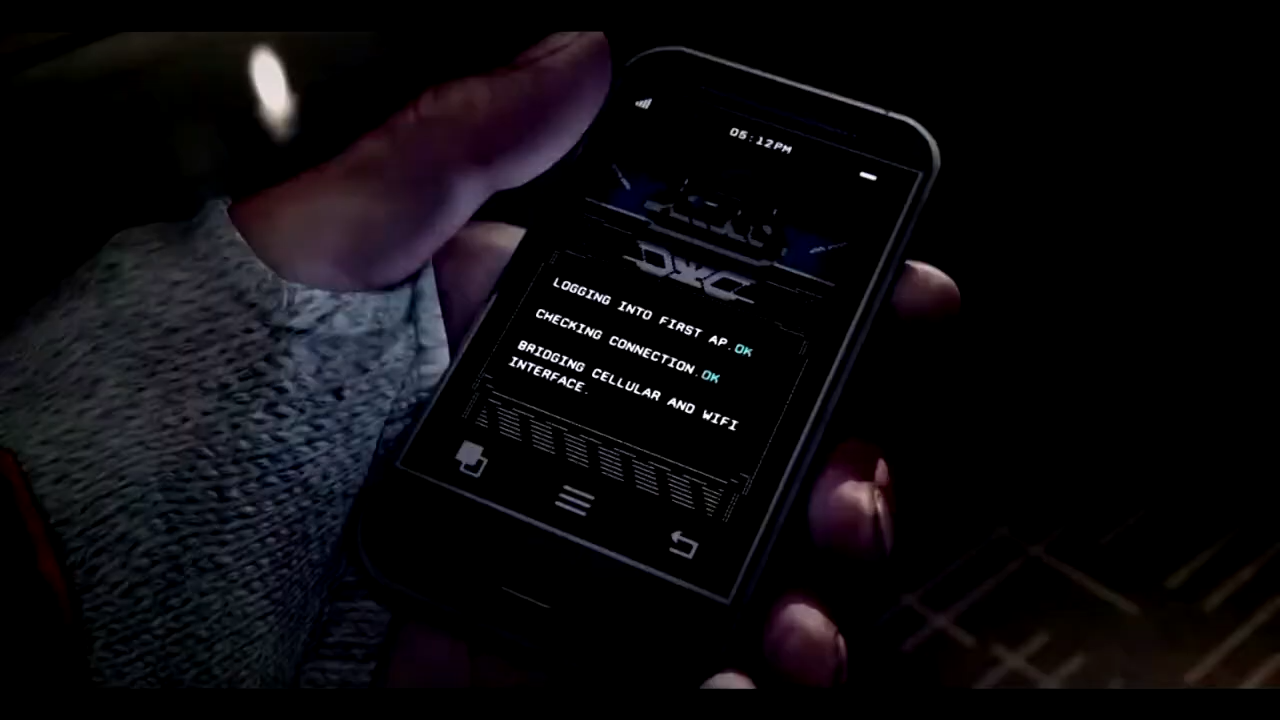 05:12PM
LOGGING INTO FIRST AP.OK
CHECKING CONNECTION.OK
BRIDGING CELLULAR AND WIFI
INTERFACE.